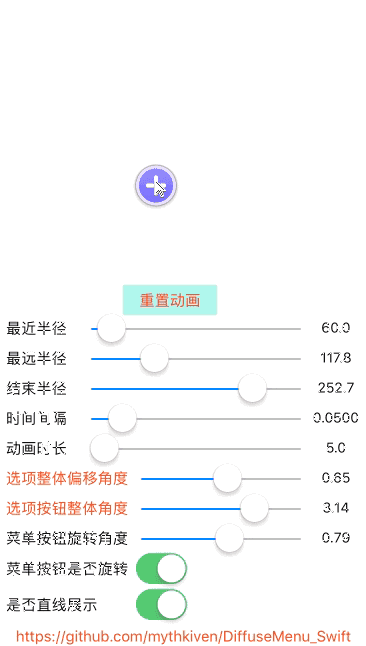 重置动画
最近半径 60.0
最远半径 117.8
结束半径 252.7
时间间隔 0.0500
动画时长 5.0
选项整体偏移角度 0.65
选项按钮整体角度 3.14
菜单按钮旋转角度 0.79
菜单按钮是否旋转
是否直线展示
https://github.com/mythkiven/DiffuseMenu_Swift